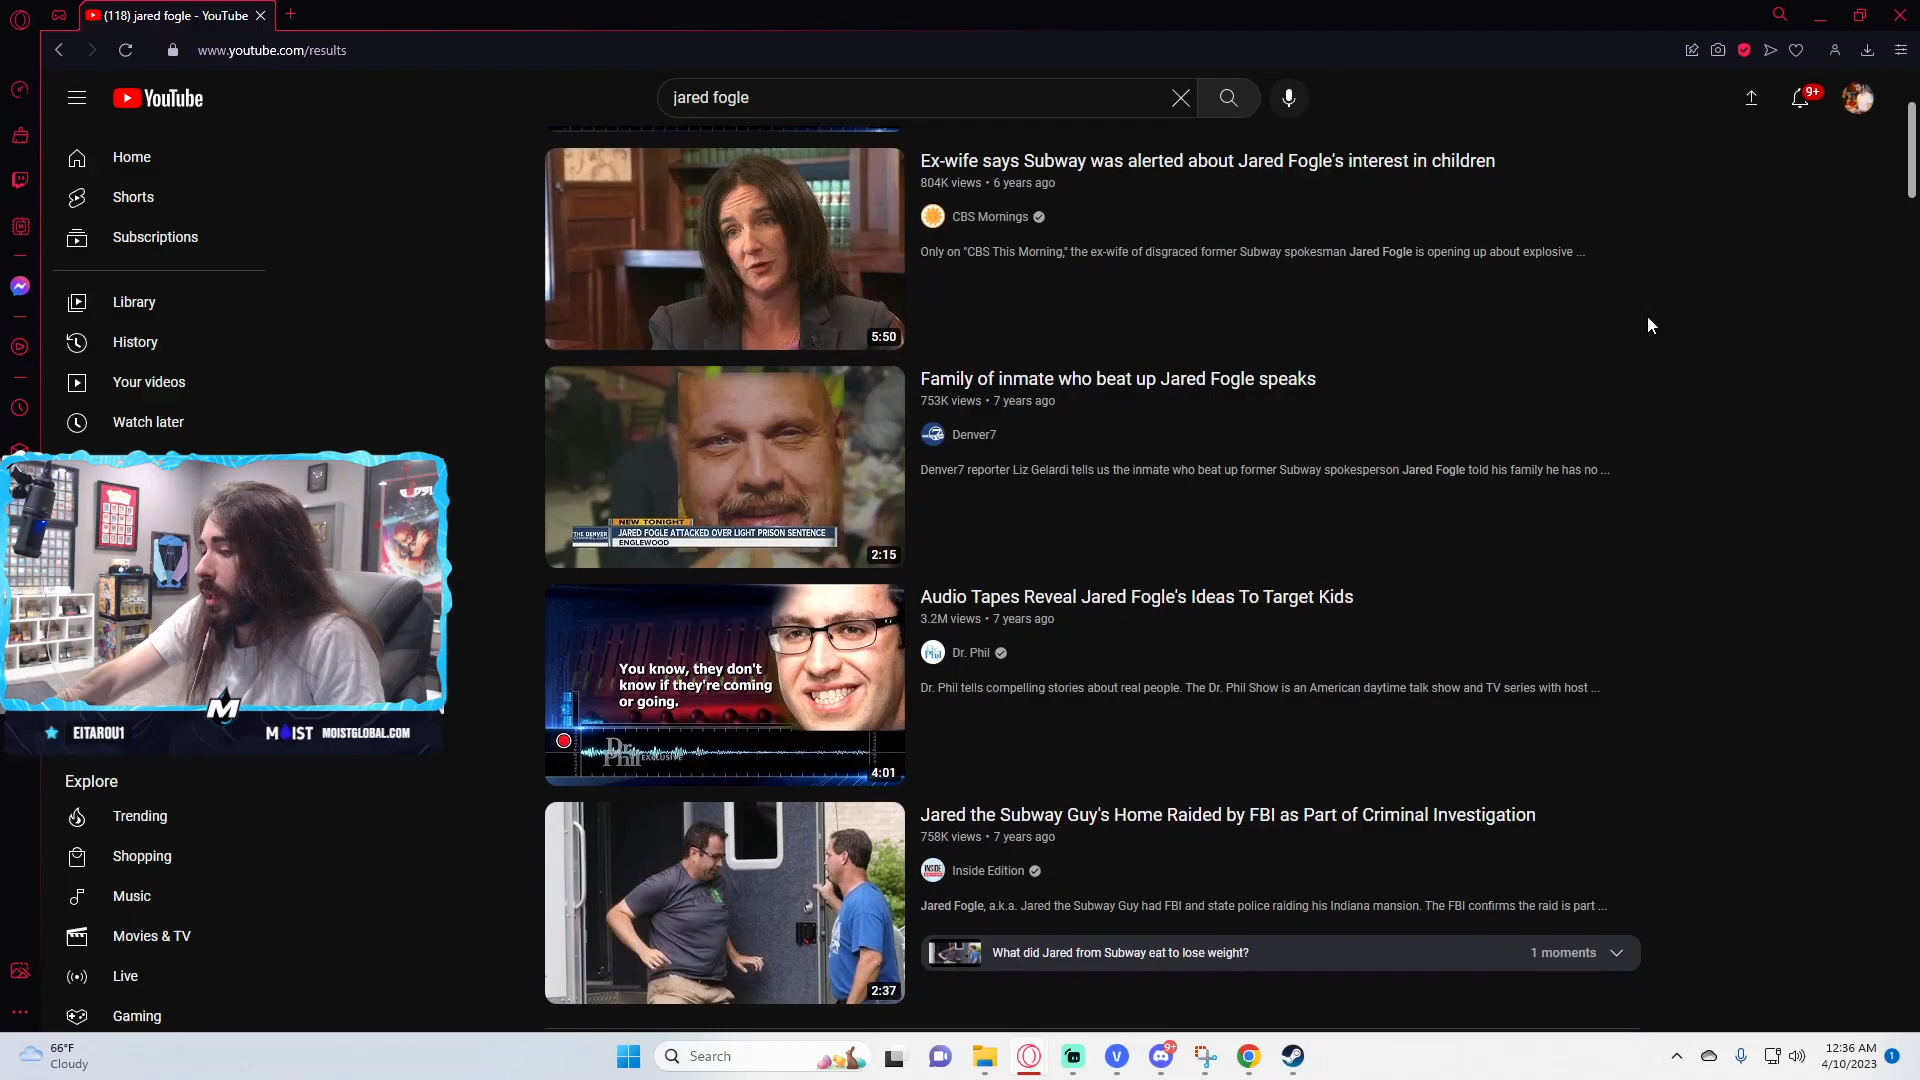 (118) jared fogle - YouTube
www.youtube.com/results
YouTube
jared fogle
9+
Home
Shorts
Subscriptions
Library
History
Your videos
Watch later
Explore
Trending
Shopping
Music
Movies & TV
Live
Gaming
Ex-wife says Subway was alerted about Jared Fogle's interest in children
804K views • 6 years ago
CBS Mornings
Only on "CBS This Morning," the ex-wife of disgraced former Subway spokesman Jared Fogle is opening up about explosive ...
5:50
Family of inmate who beat up Jared Fogle speaks
753K views • 7 years ago
Denver7
Denver7 reporter Liz Gelardi tells us the inmate who beat up former Subway spokesperson Jared Fogle told his family he has no ...
NEW TONIGHT
THE DENVER CHANNEL.COM
JARED FOGLE ATTACKED OVER LIGHT PRISON SENTENCE
ENGLEWOOD
2:15
Audio Tapes Reveal Jared Fogle's Ideas To Target Kids
3.2M views • 7 years ago
Dr. Phil
Dr. Phil tells compelling stories about real people. The Dr. Phil Show is an American daytime talk show and TV series with host ...
You know, they don't
know if they're coming
or going.
Dr. Phil EXCLUSIVE
4:01
Jared the Subway Guy's Home Raided by FBI as Part of Criminal Investigation
758K views • 7 years ago
INSIDE EDITION
Inside Edition
Jared Fogle, a.k.a. Jared the Subway Guy had FBI and state police raiding his Indiana mansion. The FBI confirms the raid is part ...
What did Jared from Subway eat to lose weight?
1 moments
2:37
EITAROU1
MOIST MOISTGLOBAL.COM
66°F
Cloudy
Search
9+
12:36 AM
4/10/2023
1